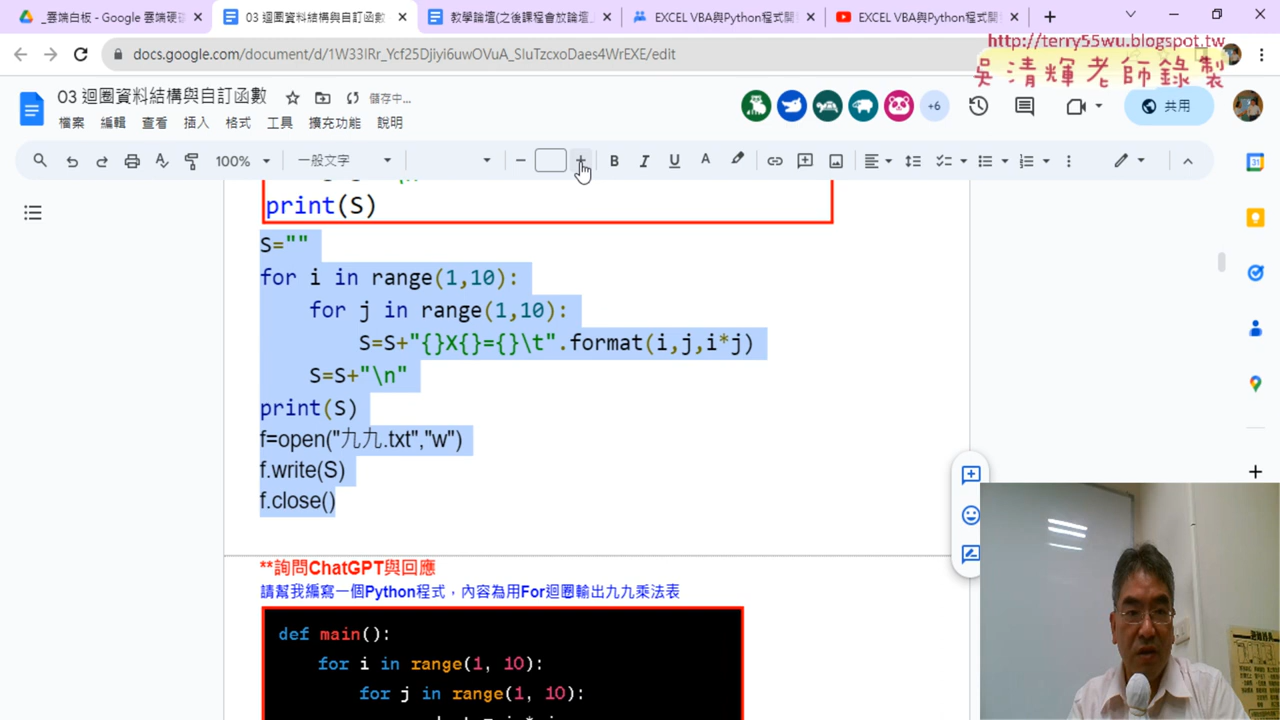 _雲端白板 - Google 雲端硬碟
03 迴圈資料結構與自訂函數
教學論壇(之後課程會放論壇上
EXCEL VBA與Python程式開
EXCEL VBA與Python程式開
docs.google.com/document/d/1W33IRr_Ycf25Djiyi6uwOVuA_SluTzcxoDaes4WrEXE/edit
http://terry55wu.blogspot.tw
吳清輝老師錄製
03 迴圈資料結構與自訂函數
儲存中...
+6
共用
檔案 編輯 查看 插入 格式 工具 擴充功能 說明
100% 一般文字
print(S)
S=""
for i in range(1,10):
for j in range(1,10):
S=S+"{}X{}={}\t".format(i,j,i*j)
S=S+"\n"
print(S)
f=open("九九.txt","w")
f.write(S)
f.close()
**詢問ChatGPT與回應
請幫我編寫一個Python程式，內容為用For迴圈輸出九九乘法表
def main():
for i in range(1, 10):
for j in range(1, 10):